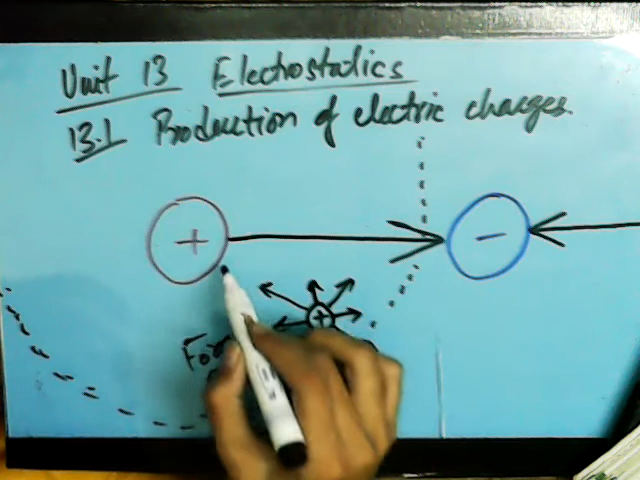 Unit 13 Electrostatics
13.1 Production of electric charges.
+
-
+